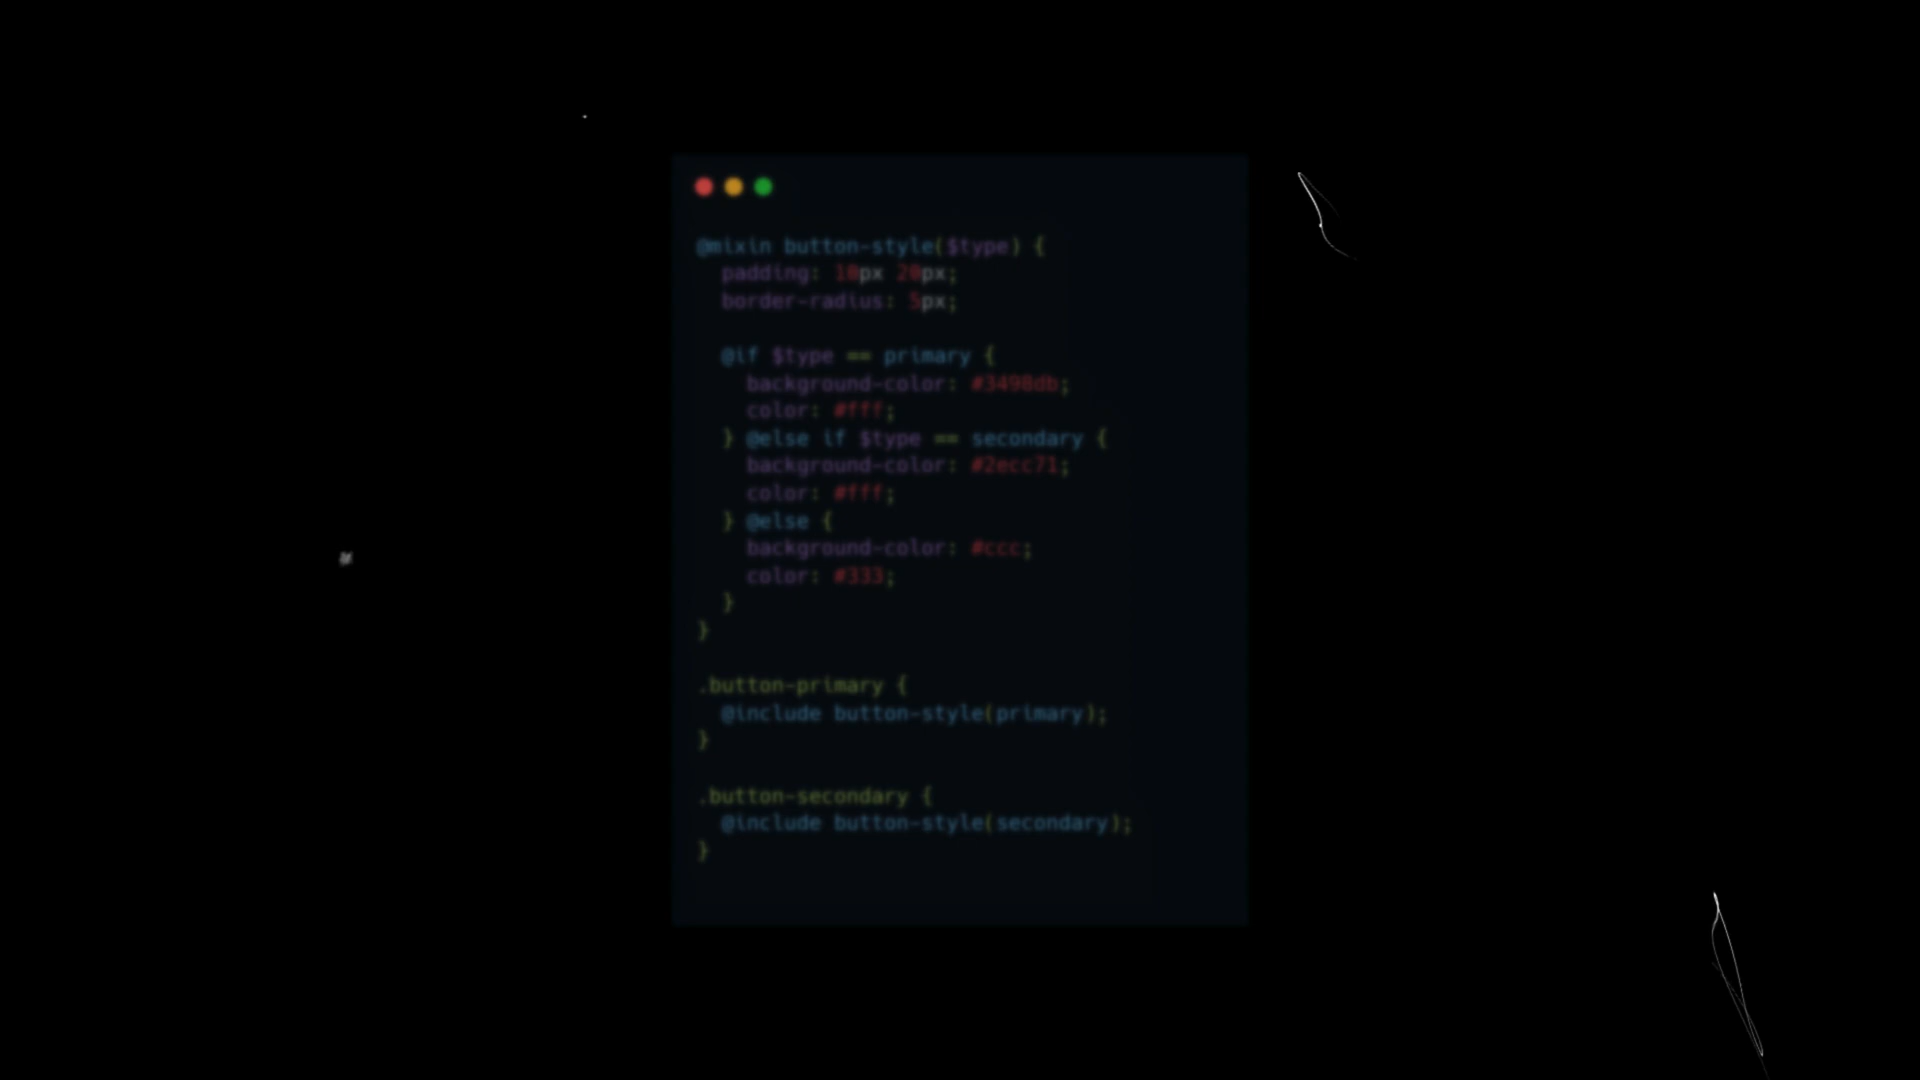 @mixin button-style($type) {
  padding: 10px 20px;
  border-radius: 5px;

  @if $type == primary {
    background-color: #3498db;
    color: #fff;
  } @else if $type == secondary {
    background-color: #2ecc71;
    color: #fff;
  } @else {
    background-color: #ccc;
    color: #333;
  }
}

.button-primary {
  @include button-style(primary);
}

.button-secondary {
  @include button-style(secondary);
}